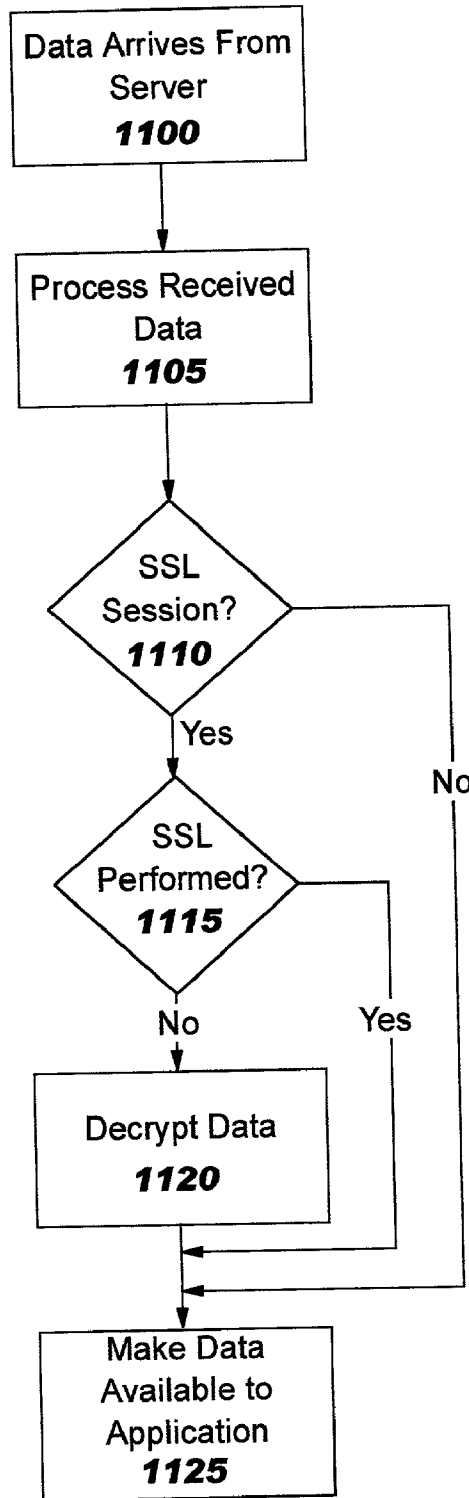 Data Arrives From
Server
1100
Process Received
Data
1105
SSL
Session?
1110
Yes
No
SSL
Performed?
1115
No
Yes
Decrypt Data
1120
Make Data
Available to
Application
1125